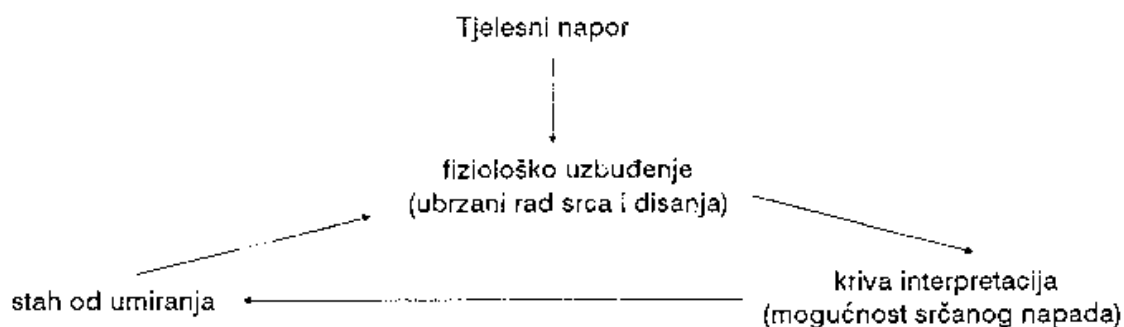 Tjelesni napor
fiziološko uzbuđenje
(ubrzani rad srca i disanja)
stah od umiranja
kriva interpretacija
(mogućnost srčanog napada)